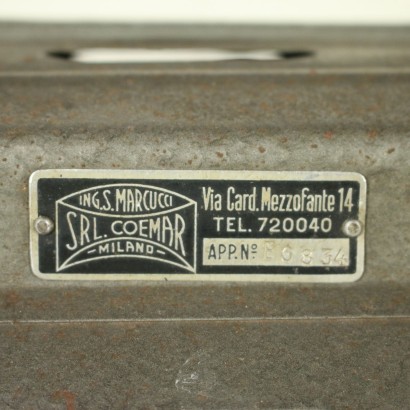 ING. S. MARCUCCI
SRL. COEMAR
-MILANO-
Via Card. Mezzofante 14
TEL. 720040
APP. Nº